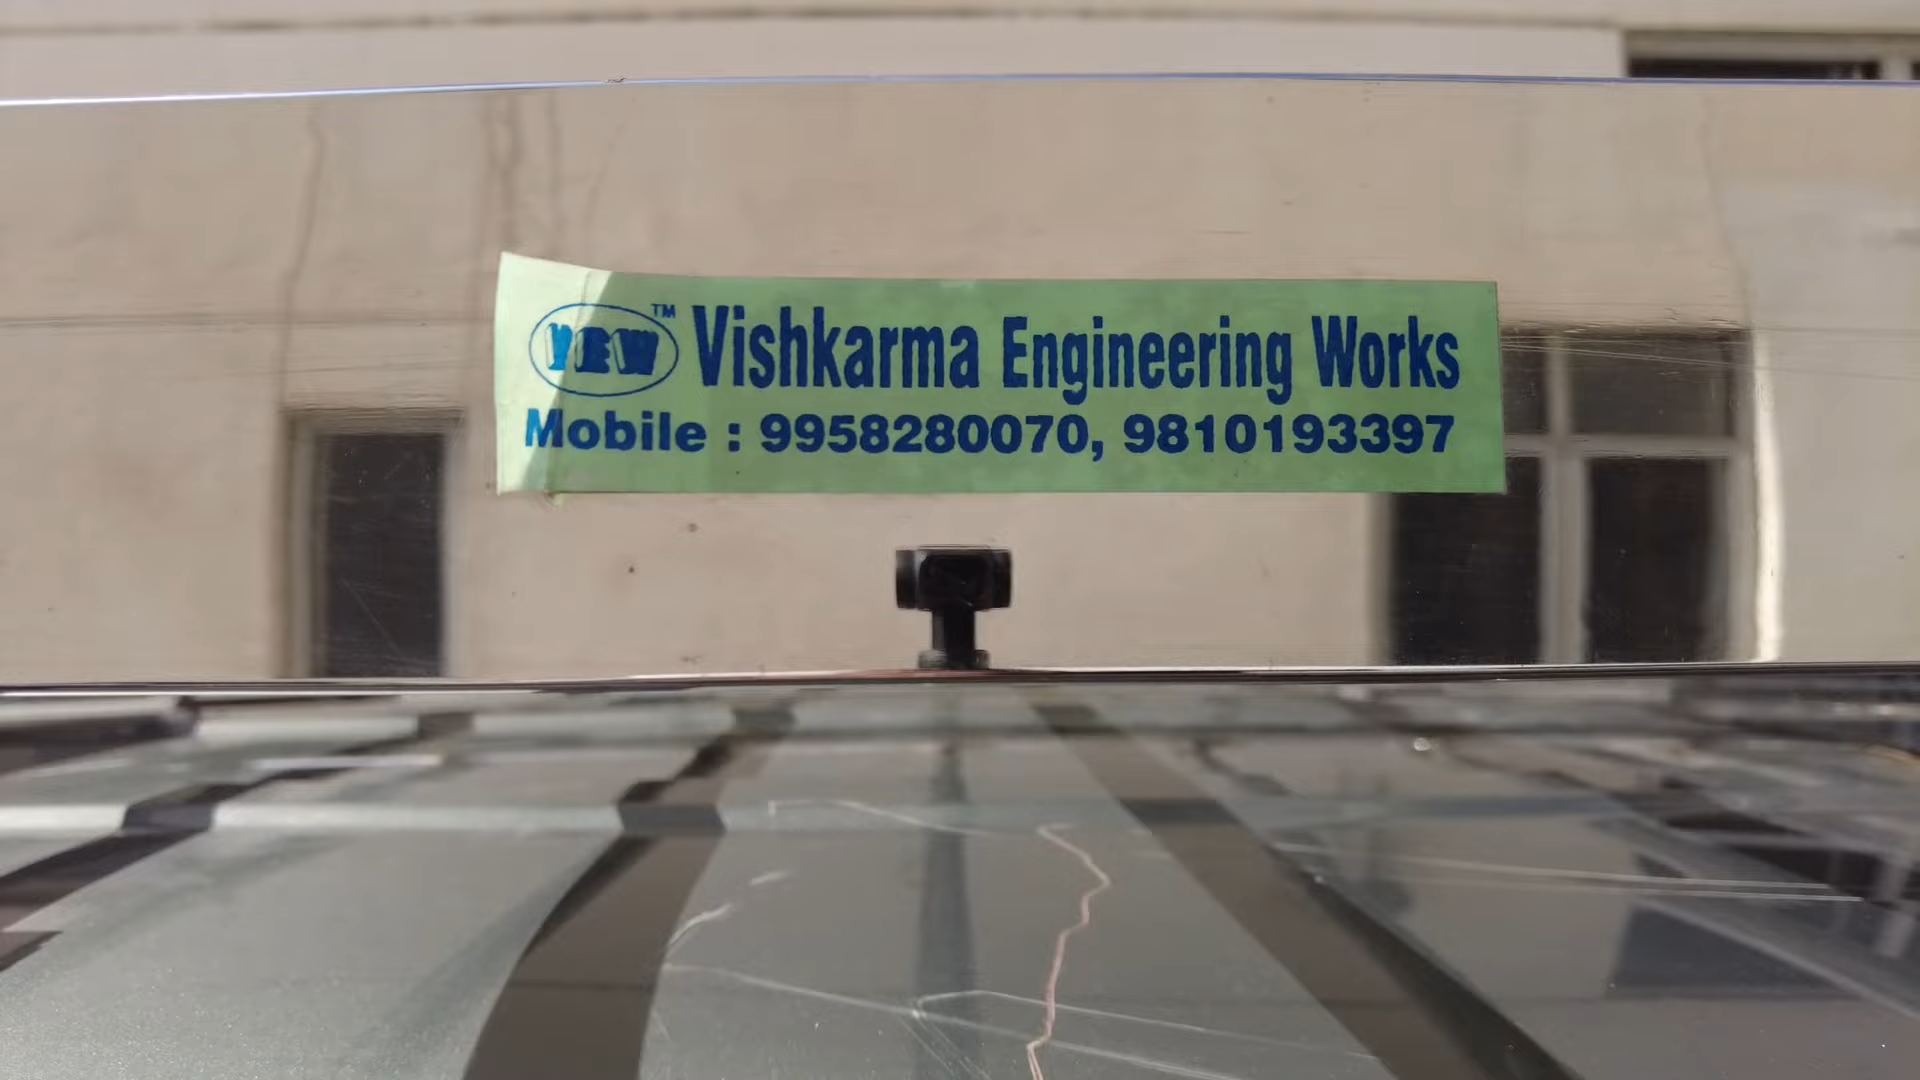 VEW™ Vishkarma Engineering Works
Mobile : 9958280070, 9810193397